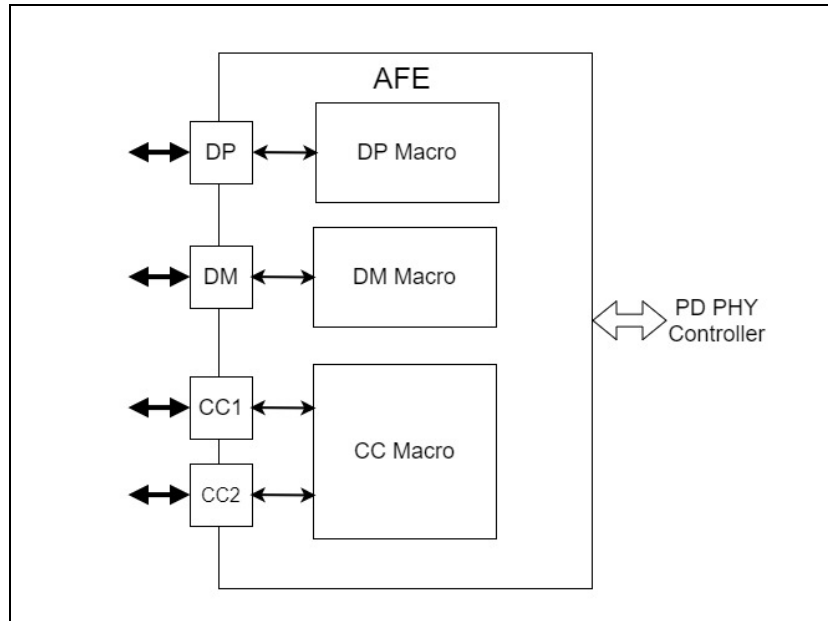 AFE
DP
DP Macro
DM
DM Macro
PD PHY
Controller
CC1
CC Macro
CC2